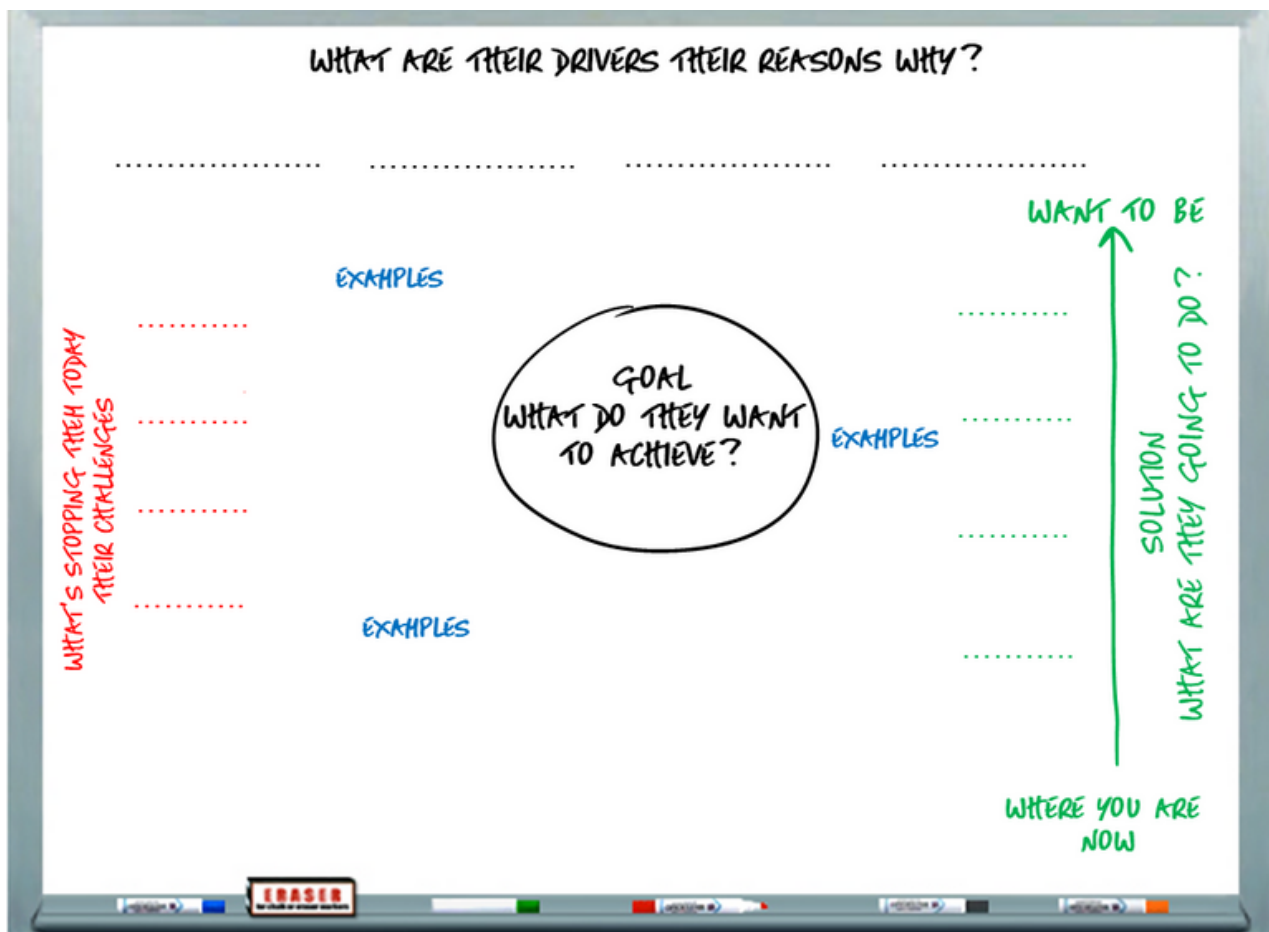 WHAT ARE THEIR DRIVERS THEIR REASONS WHY?
WANT TO BE
EXAMPLES
WHAT'S STOPPING THEM TODAY
THEIR CHALLENGES
GOAL
WHAT DO THEY WANT
TO ACHIEVE?
EXAMPLES
SOLUTION
WHAT ARE THEY GOING TO DO?
EXAMPLES
WHERE YOU ARE
NOW
ERASER